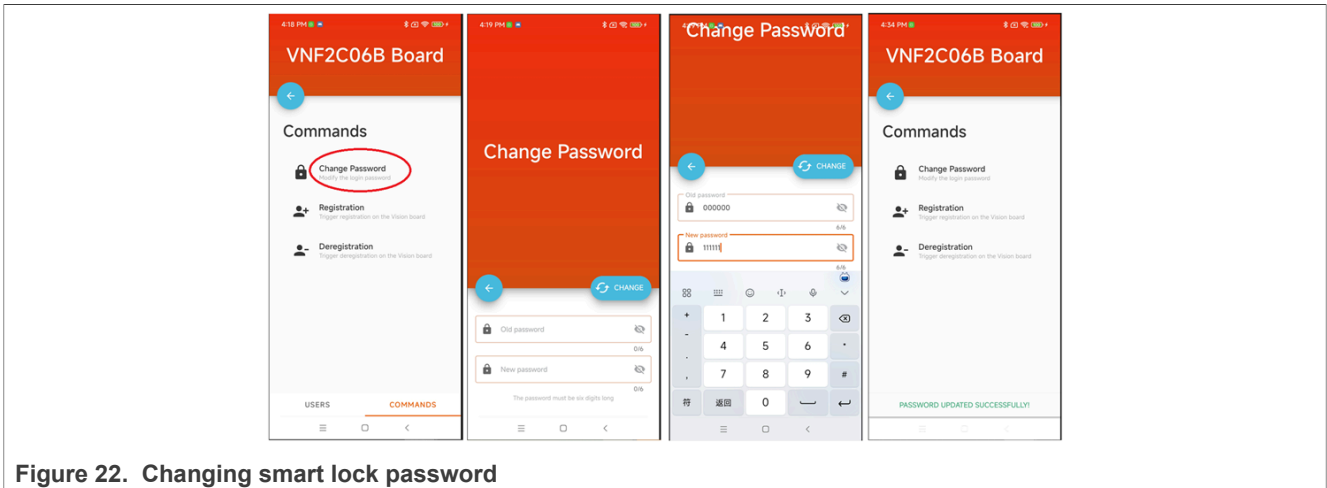 4:18 PM
VNF2C06B Board
Commands
Change Password
Modify the login password
Registration
Trigger registration on the Vision board
Deregistration
Trigger deregistration on the Vision board
USERS COMMANDS
4:19 PM
Change Password
CHANGE
Old password
0/6
New password
0/6
The password must be six digits long
Change Password
CHANGE
Old password
000000
6/6
New password
111111
6/6
+ 1 2 3
- 4 5 6
. 7 8 9 #
,
符 返回 0
4:34 PM
VNF2C06B Board
Commands
Change Password
Modify the login password
Registration
Trigger registration on the Vision board
Deregistration
Trigger deregistration on the Vision board
PASSWORD UPDATED SUCCESSFULLY!
Figure 22. Changing smart lock password